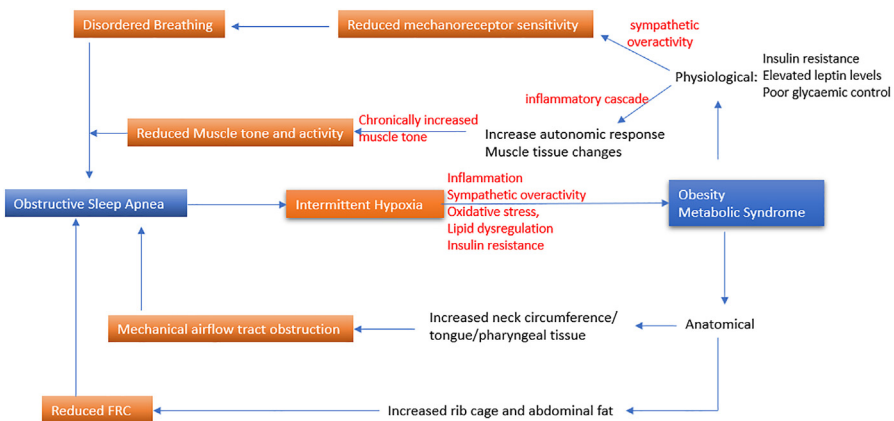 Disordered Breathing
Reduced mechanoreceptor sensitivity
sympathetic
overactivity
Physiological:
Insulin resistance
Elevated leptin levels
Poor glycaemic control
inflammatory cascade
Reduced Muscle tone and activity
Chronically increased
muscle tone
Increase autonomic response
Muscle tissue changes
Obstructive Sleep Apnea
Intermittent Hypoxia
Inflammation
Sympathetic overactivity
Oxidative stress,
Lipid dysregulation
Insulin resistance
Obesity
Metabolic Syndrome
Mechanical airflow tract obstruction
Increased neck circumference/
tongue/pharyngeal tissue
Anatomical
Reduced FRC
Increased rib cage and abdominal fat